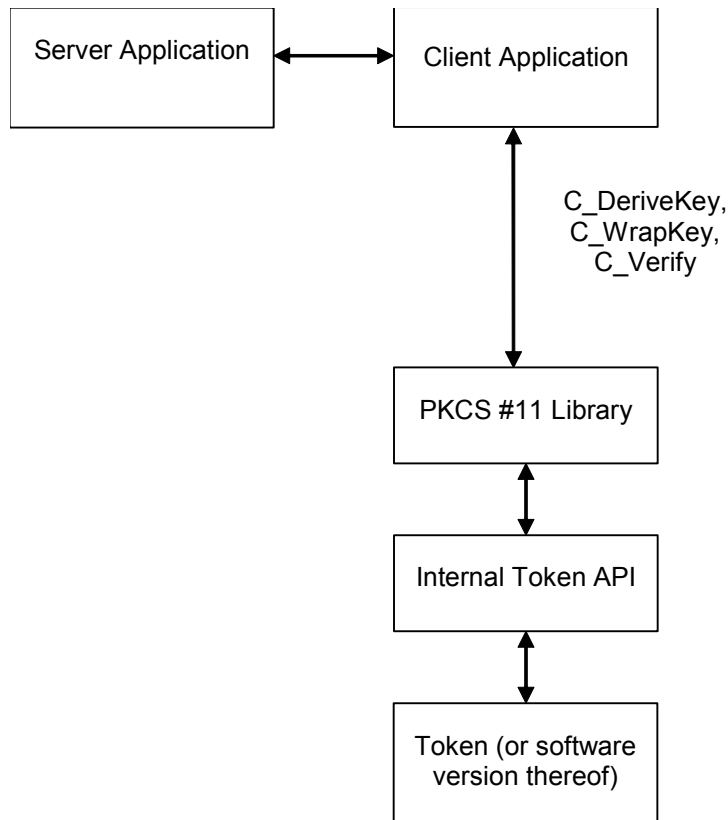 Server Application
Client Application
C_DeriveKey,
C_WrapKey,
C_Verify
PKCS #11 Library
Internal Token API
Token (or software
version thereof)